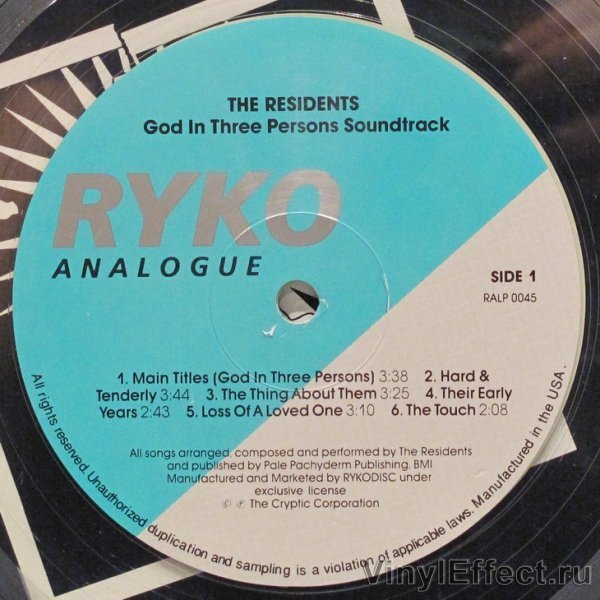 THE RESIDENTS
God In Three Persons Soundtrack
RYKO
ANALOGUE
SIDE 1
RALP 0045
1. Main Titles (God In Three Persons) 3:38 2. Hard &
Tenderly 3:44 3. The Thing About Them 3:25 4. Their Early
Years 2:43 5. Loss Of A Loved One 3:10 6. The Touch 2:08
All songs arranged, composed and performed by The Residents
and published by Pale Pachyderm Publishing. BMI
Manufactured and Marketed by RYKODISC under
exclusive license
© ℗ The Cryptic Corporation
All rights reserved. Unauthorized duplication and sampling is a violation of applicable laws. Manufactured in the USA.
VinylEffect.ru